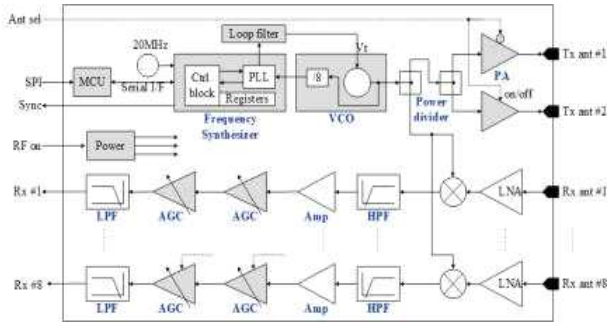 Ant sel
20MHz
Loop filter
Vt
PA
Tx ant #1
SPI
MCU
Serial I/F
Ctrl block
PLL
Registers
/8
on/off
Sync
Frequency Synthesizer
VCO
Power divider
Tx ant #2
RF on
Power
Rx #1
LPF
AGC
AGC
Amp
HPF
LNA
Rx ant #1
Rx #8
LPF
AGC
AGC
Amp
HPF
LNA
Rx ant #8